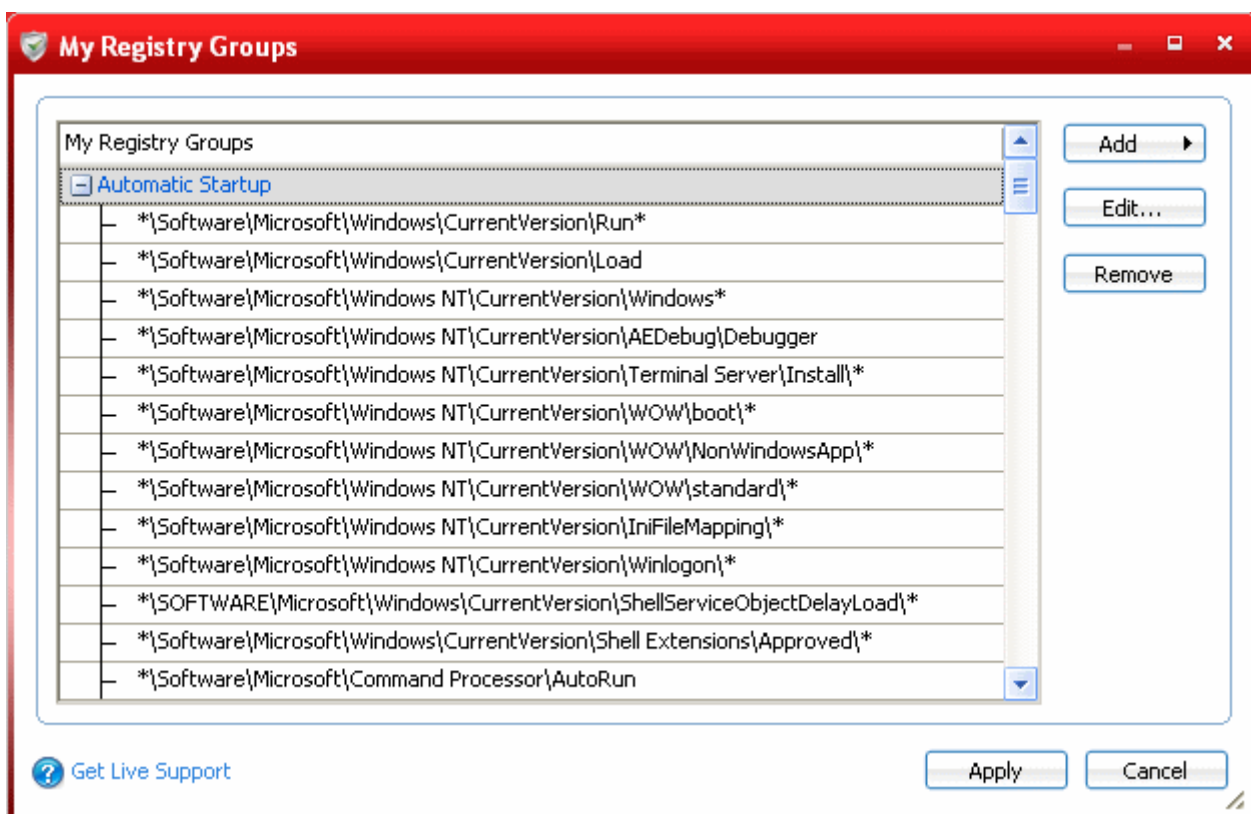 My Registry Groups
My Registry Groups
Add
Automatic Startup
*\Software\Microsoft\Windows\CurrentVersion\Run*
Edit...
*\Software\Microsoft\Windows\CurrentVersion\Load
Remove
*\Software\Microsoft\Windows NT\CurrentVersion\Windows*
*\Software\Microsoft\Windows NT\CurrentVersion\AEDebug\Debugger
*\Software\Microsoft\Windows NT\CurrentVersion\Terminal Server\Install\*
*\Software\Microsoft\Windows NT\CurrentVersion\WOW\boot\*
*\Software\Microsoft\Windows NT\CurrentVersion\WOW\NonWindowsApp\*
*\Software\Microsoft\Windows NT\CurrentVersion\WOW\standard\*
*\Software\Microsoft\Windows NT\CurrentVersion\IniFileMapping\*
*\Software\Microsoft\Windows NT\CurrentVersion\Winlogon\*
*\SOFTWARE\Microsoft\Windows\CurrentVersion\ShellServiceObjectDelayLoad\*
*\Software\Microsoft\Windows\CurrentVersion\Shell Extensions\Approved\*
*\Software\Microsoft\Command Processor\AutoRun
Get Live Support
Apply
Cancel